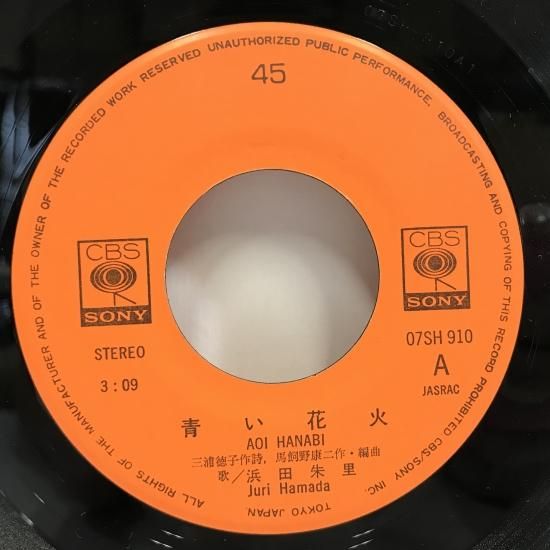 ALL RIGHTS OF THE MANUFACTURER AND OF THE OWNER OF THE RECORDED WORK RESERVED UNAUTHORIZED PUBLIC PERFORMANCE, BROADCASTING AND COPYING OF THIS RECORD PROHIBITED CBS/SONY INC. TOKYO JAPAN.
45
CBS
SONY
CBS
SONY
STEREO
3:09
07SH 910
A
JASRAC
青い花火
AOI HANABI
三浦徳子作詩, 馬飼野康二作・編曲
歌/浜田朱里
Juri Hamada